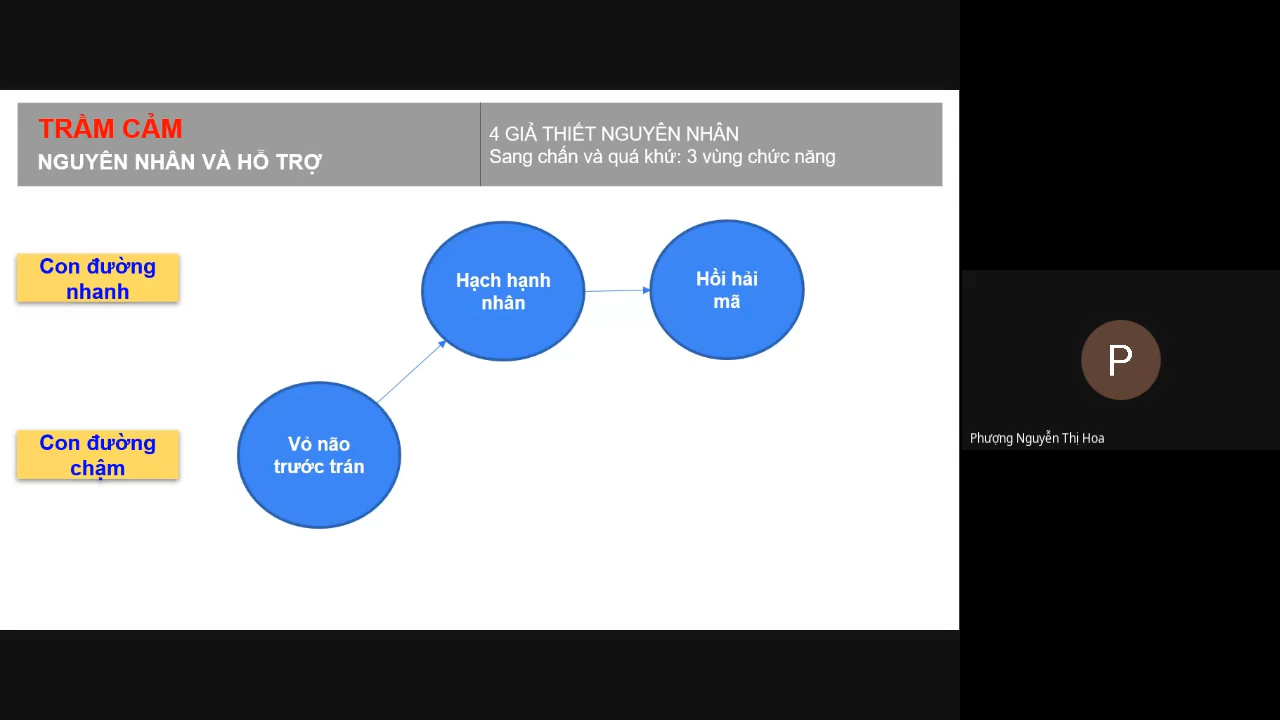 TRẦM CẢM
NGUYÊN NHÂN VÀ HỖ TRỢ
4 GIẢ THIẾT NGUYÊN NHÂN
Sang chấn và quá khứ: 3 vùng chức năng
Con đường
nhanh
Hạch hạnh
nhân
Hồi hải
mã
Con đường
chậm
Vỏ não
trước trán
P
Phượng Nguyễn Thị Hoa